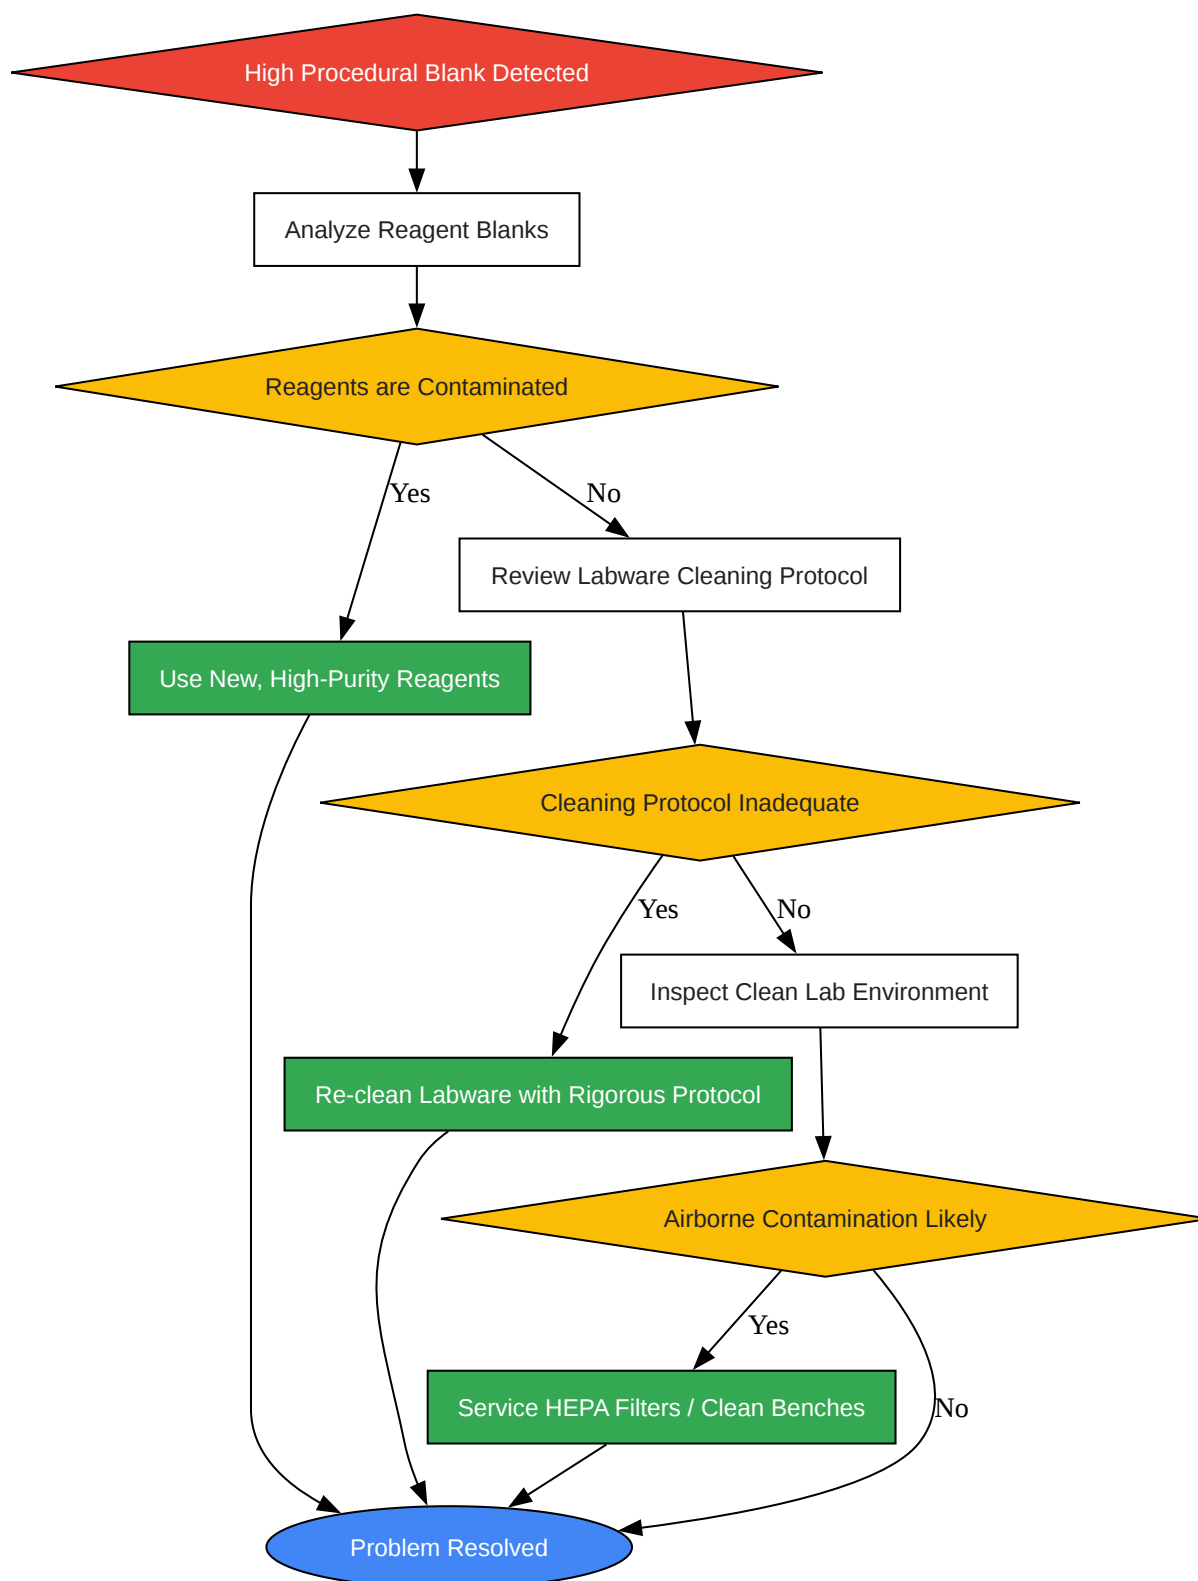 High Procedural Blank Detected
Analyze Reagent Blanks
Reagents are Contaminated
Yes
No
Review Labware Cleaning Protocol
Use New, High-Purity Reagents
Cleaning Protocol Inadequate
Yes
No
Inspect Clean Lab Environment
Re-clean Labware with Rigorous Protocol
Airborne Contamination Likely
Yes
Service HEPA Filters / Clean Benches
No
Problem Resolved